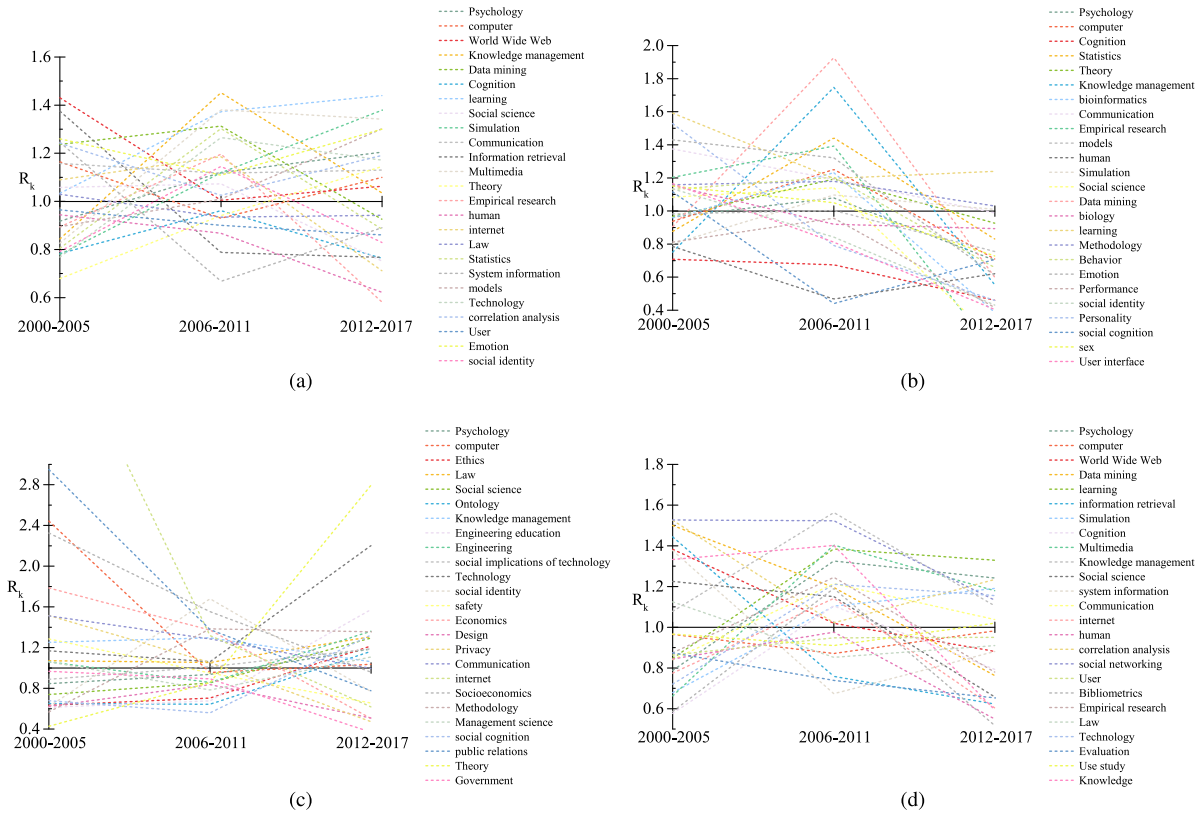 Psychology
computer
World Wide Web
Knowledge management
Data mining
Cognition
learning
Social science
Simulation
Communication
Information retrieval
Multimedia
Theory
Empirical research
human
internet
Law
Statistics
System information
models
Technology
correlation analysis
User
Emotion
social identity
1.6
1.4
1.2
R_k
1.0
0.8
0.6
2000-2005
2006-2011
2012-2017
(a)
Psychology
computer
Cognition
Statistics
Theory
Knowledge management
bioinformatics
Communication
Empirical research
models
human
Simulation
Social science
Data mining
biology
learning
Methodology
Behavior
Emotion
Performance
social identity
Personality
social cognition
sex
User interface
2.0
1.8
1.6
1.4
1.2
R_k
1.0
0.8
0.6
0.4
2000-2005
2006-2011
2012-2017
(b)
Psychology
computer
Ethics
Law
Social science
Ontology
Knowledge management
Engineering education
Engineering
social implications of technology
Technology
social identity
safety
Economics
Design
Privacy
Communication
internet
Socioeconomics
Methodology
Management science
social cognition
public relations
Theory
Government
2.8
2.4
2.0
1.6
R_k
1.2
1.0
0.8
0.4
2000-2005
2006-2011
2012-2017
(c)
Psychology
computer
World Wide Web
Data mining
learning
information retrieval
Simulation
Cognition
Multimedia
Knowledge management
Social science
system information
Communication
internet
human
correlation analysis
social networking
User
Bibliometrics
Empirical research
Law
Technology
Evaluation
Use study
Knowledge
1.8
1.6
1.4
1.2
R_k
1.0
0.8
0.6
2000-2005
2006-2011
2012-2017
(d)